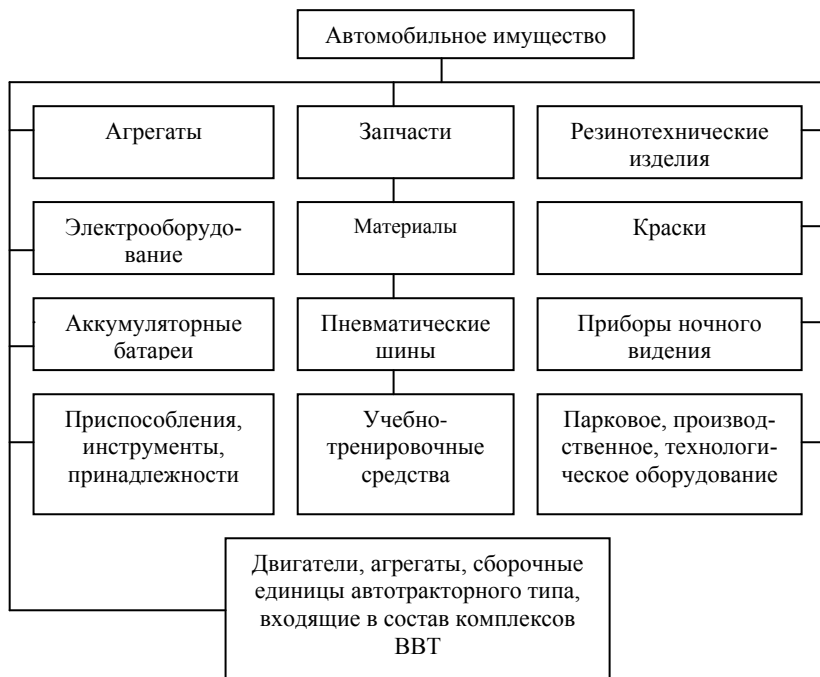 Автомобильное имущество
Агрегаты
Запчасти
Резинотехнические
изделия
Электрооборудо-
вание
Материалы
Краски
Аккумуляторные
батареи
Пневматические
шины
Приборы ночного
видения
Приспособления,
инструменты,
принадлежности
Учебно-
тренировочные
средства
Парковое, производ-
ственное, технологи-
ческое оборудование
Двигатели, агрегаты, сборочные
единицы автотракторного типа,
входящие в состав комплексов
ВВТ